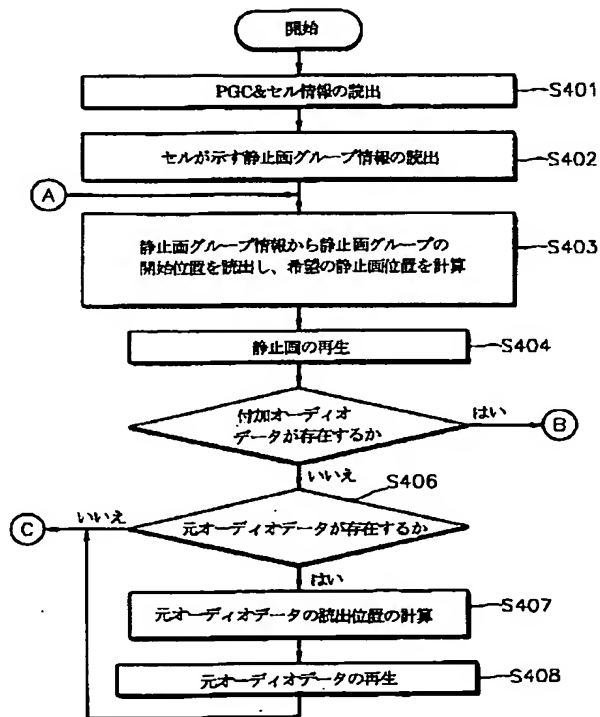 開始
PGC&セル情報の読出
S401
セルが示す静止画グループ情報の読出
S402
A
静止画グループ情報から静止画グループの
開始位置を読出し、希望の静止画位置を計算
S403
静止画の再生
S404
付加オーディオ
データが存在するか
はい
B
いいえ
S406
C
いいえ
元オーディオデータが存在するか
はい
元オーディオデータの読出位置の計算
S407
元オーディオデータの再生
S408